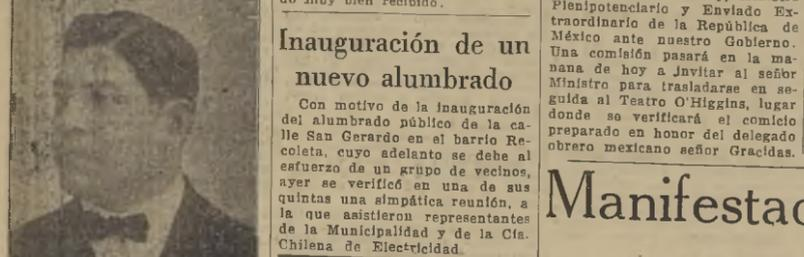 do muy bien recibido.
Inauguración de un
nuevo alumbrado
Con motivo de la inauguración
del alumbrado público de la ca-
lle San Gerardo en el barrio Re-
coleta, cuyo adelanto se debe al
esfuerzo de un grupo de vecinos,
ayer se verificó en una de sus
quintas una simpática reunión, a
la que asistieron representantes
de la Municipalidad y de la Cía.
Chilena de Electricidad
Plenipotenciario y Enviado Ex-
traordinario de la República de
México ante nuestro Gobierno.
Una comisión pasará en la ma-
nana de hoy a invitar al señor
Ministro para trasladarse en se-
guida al Teatro O'Higgins, lugar
donde se verificará el comicio
preparado en honor del delegado
obrero mexicano señor Gracidas.
Manifestac